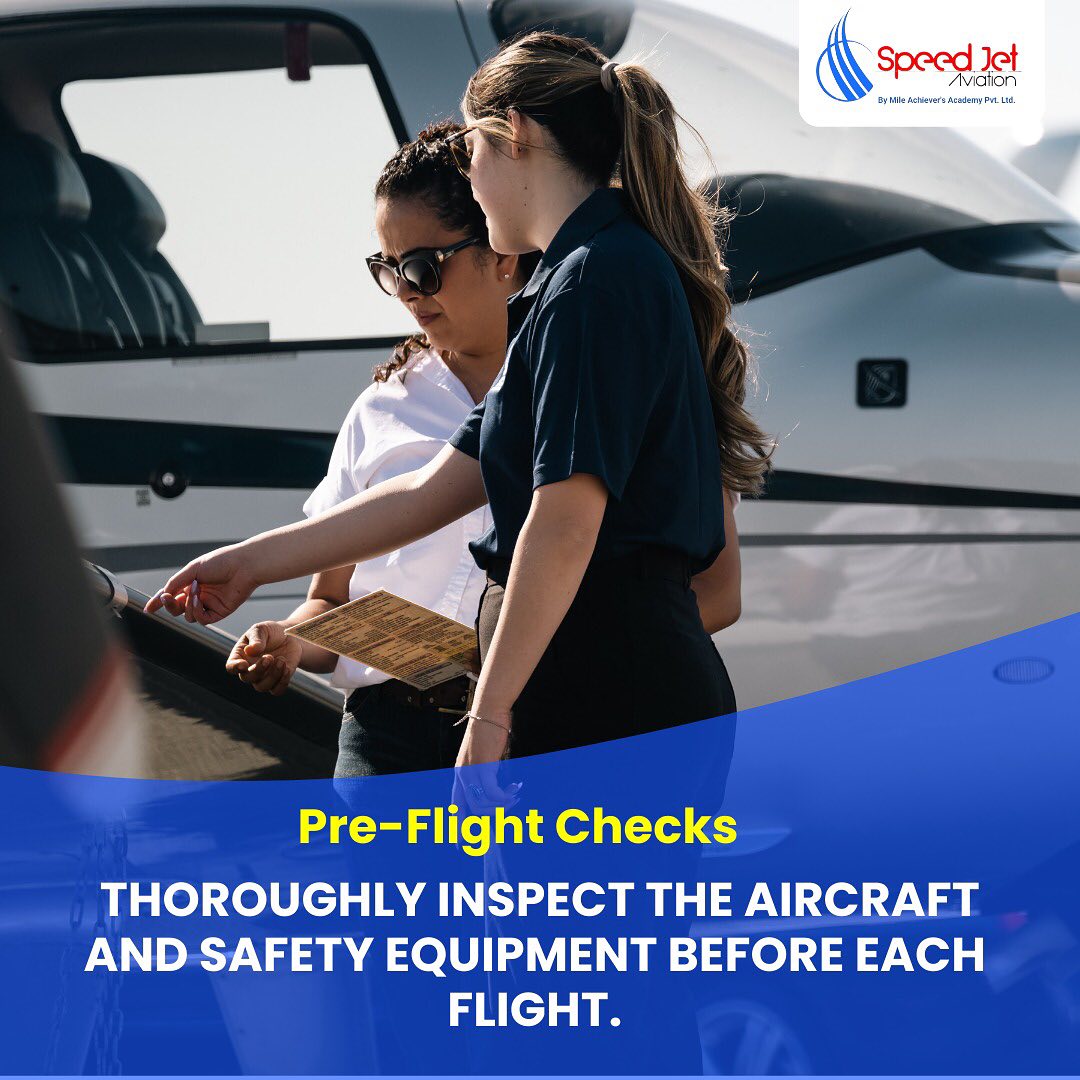 Speed Jet
Aviation
By Mile Achiever's Academy Pvt. Ltd.
Pre-Flight Checks
THOROUGHLY INSPECT THE AIRCRAFT
AND SAFETY EQUIPMENT BEFORE EACH
FLIGHT.